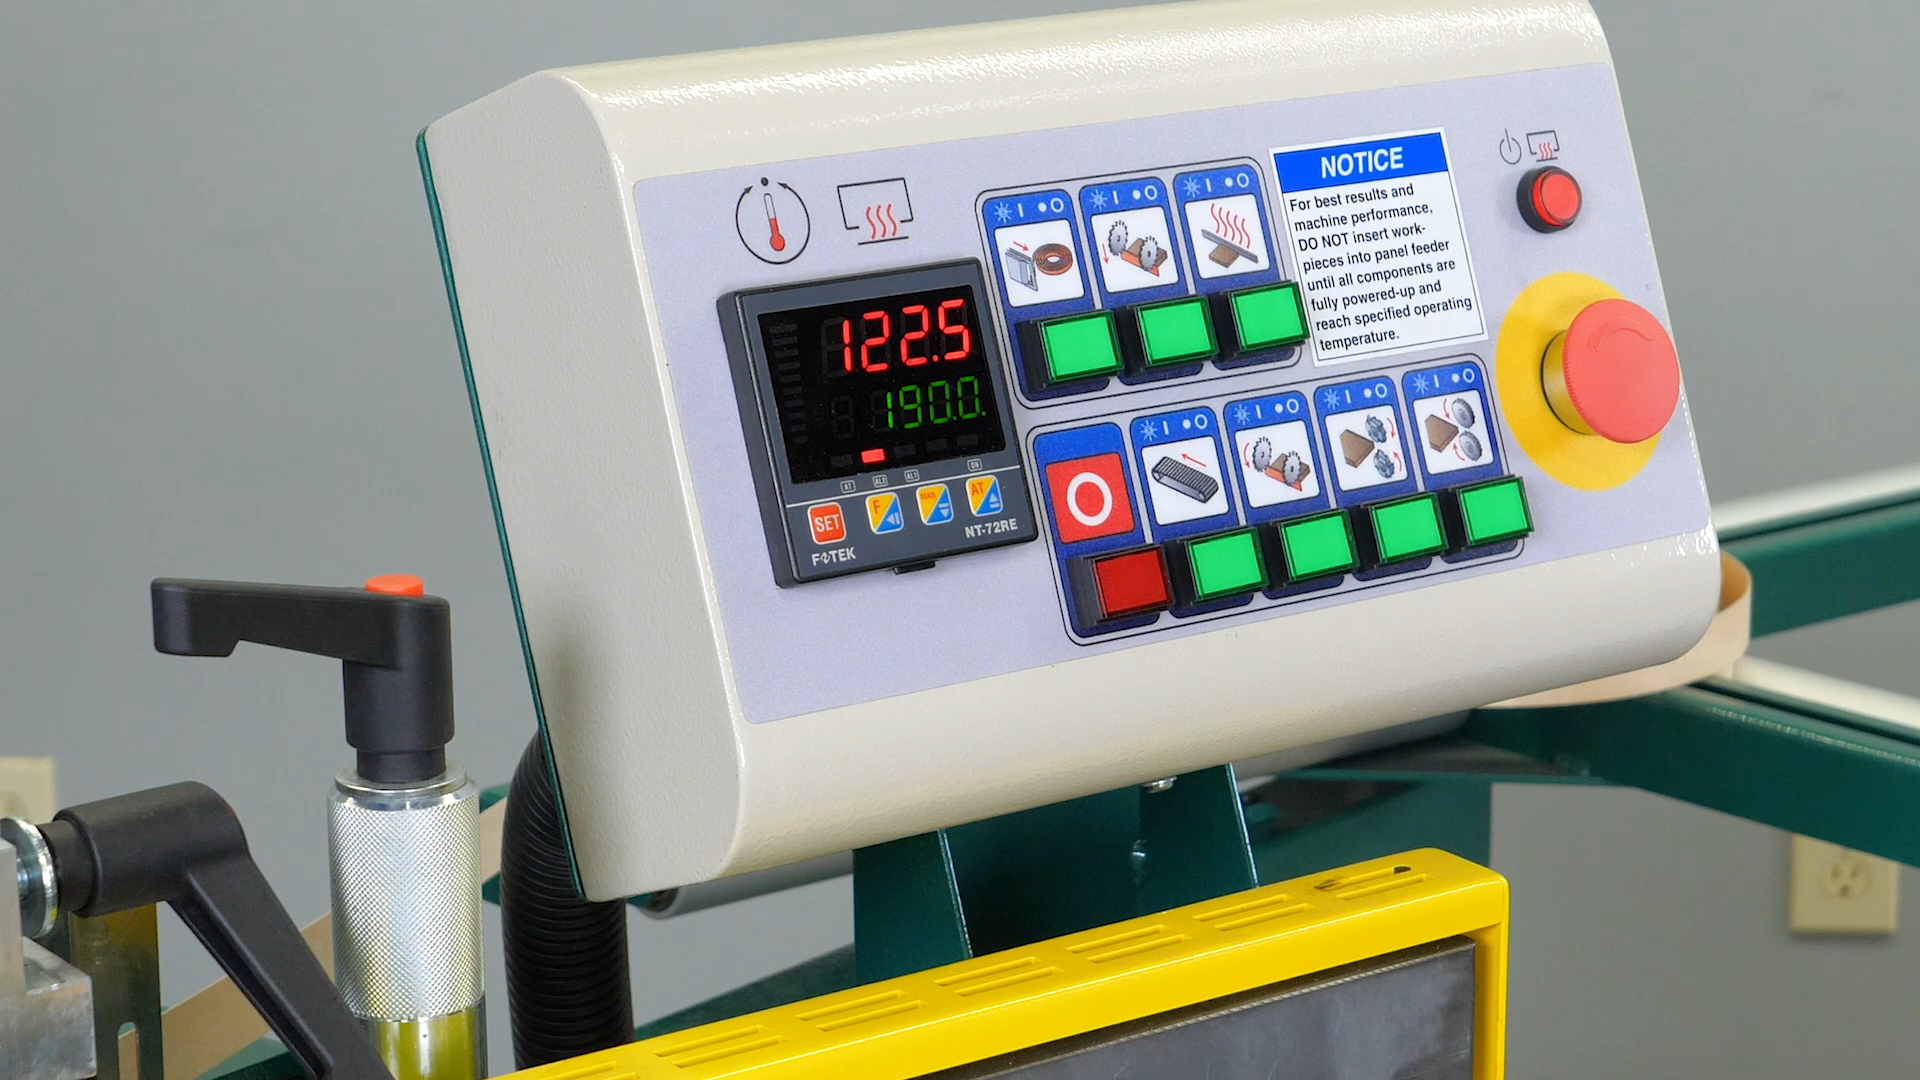 NOTICE
For best results and
machine performance,
DO NOT insert work-
pieces into panel feeder
until all components are
fully powered-up and
reach specified operating
temperature.
122.5
190.0.
AT AL2 AL1 ON
SET F MAN AT
FOTEK NT-72RE